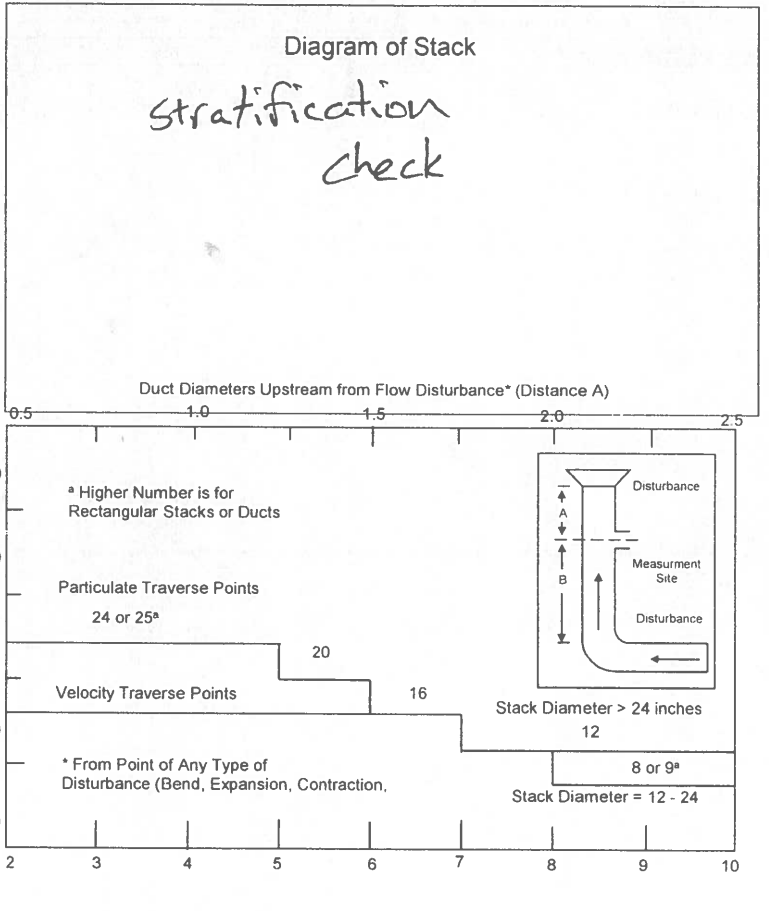 Diagram of Stack
stratification
check
Duct Diameters Upstream from Flow Disturbance* (Distance A)
0.5 1.0 1.5 2.0 2.5
ᵃ Higher Number is for
Rectangular Stacks or Ducts
Disturbance
A
Measurment
Site
B
Disturbance
Particulate Traverse Points
24 or 25ᵃ
20
Velocity Traverse Points
16
Stack Diameter > 24 inches
12
* From Point of Any Type of
Disturbance (Bend, Expansion, Contraction,
8 or 9ᵃ
Stack Diameter = 12 - 24
2 3 4 5 6 7 8 9 10